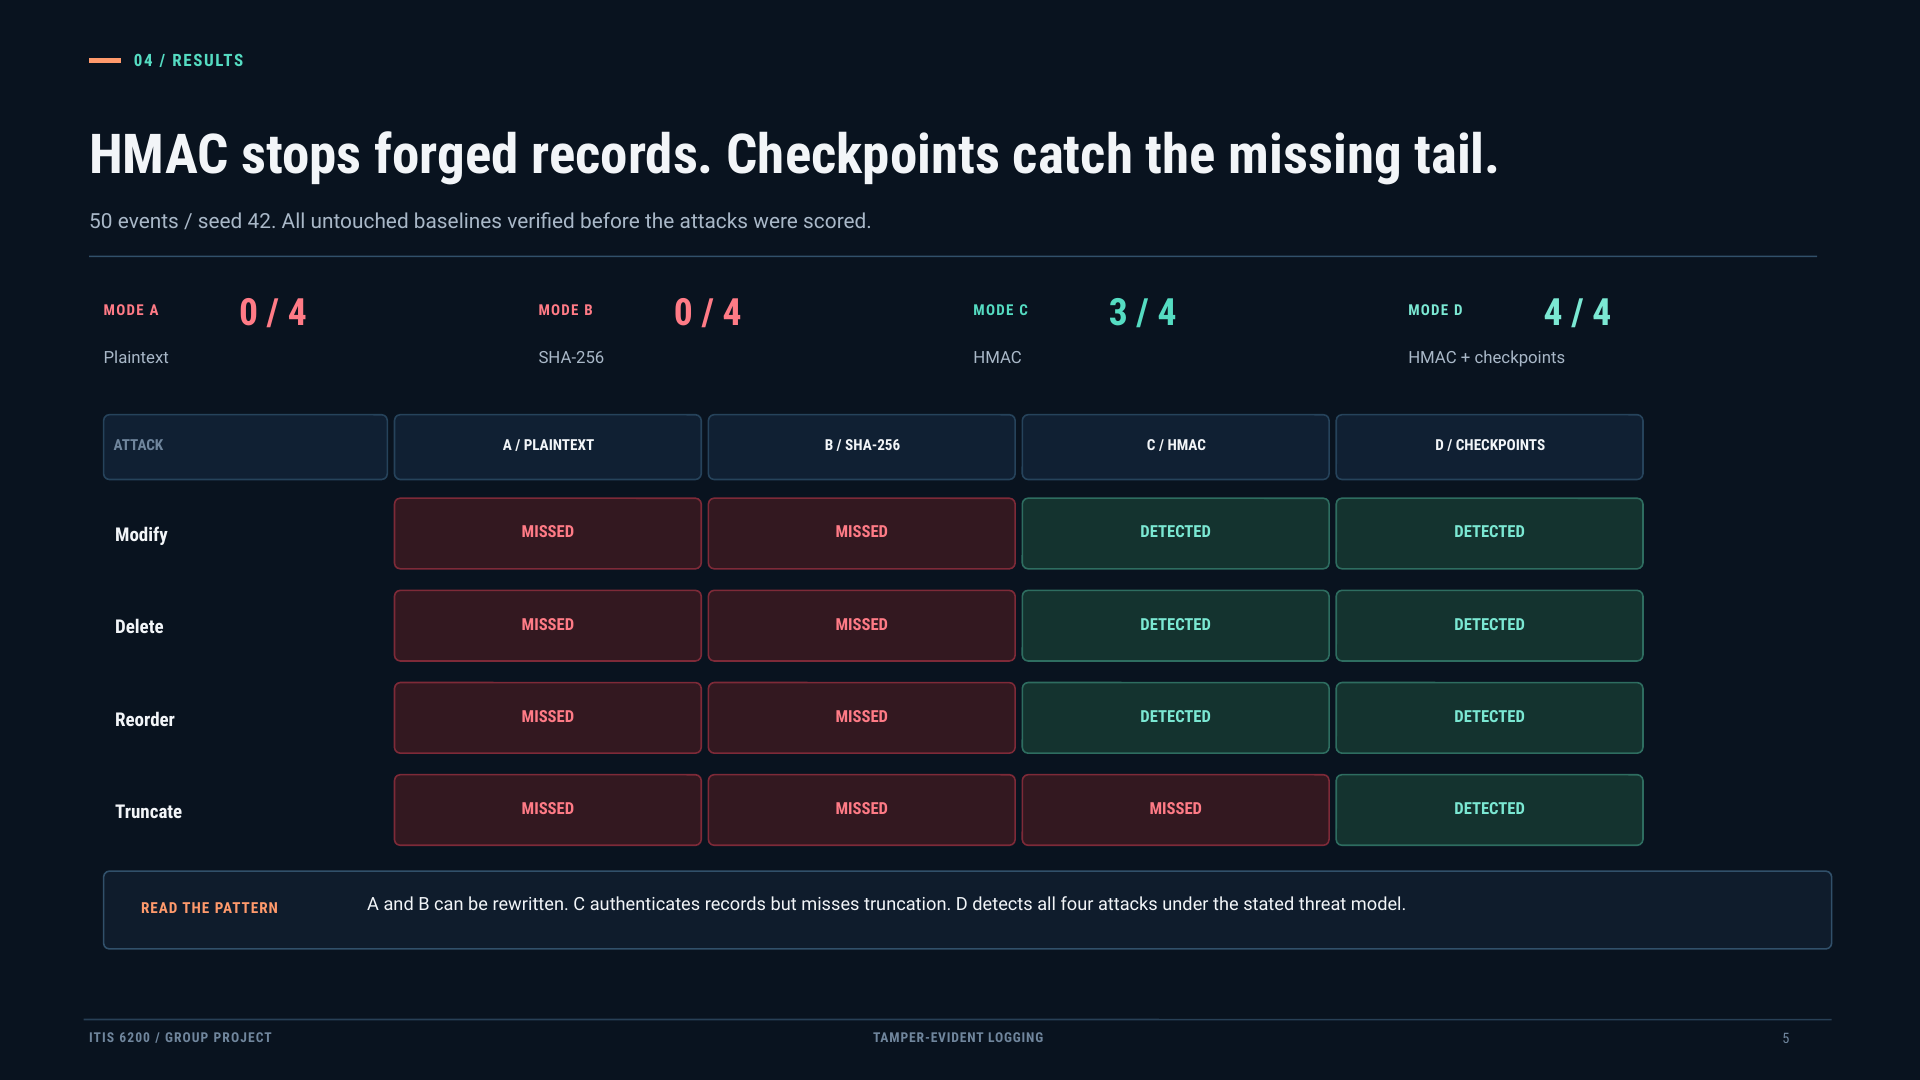 04 / RESULTS
HMAC stops forged records. Checkpoints catch the missing tail.
50 events / seed 42. All untouched baselines verified before the attacks were scored.
MODE A 0 / 4 MODE B 0 / 4 MODE C 3 / 4 MODE D 4 / 4
Plaintext SHA-256 HMAC HMAC + checkpoints
ATTACK A / PLAINTEXT B / SHA-256 C / HMAC D / CHECKPOINTS
Modify MISSED MISSED DETECTED DETECTED
Delete MISSED MISSED DETECTED DETECTED
Reorder MISSED MISSED DETECTED DETECTED
Truncate MISSED MISSED MISSED DETECTED
READ THE PATTERN A and B can be rewritten. C authenticates records but misses truncation. D detects all four attacks under the stated threat model.
ITIS 6200 / GROUP PROJECT TAMPER-EVIDENT LOGGING 5